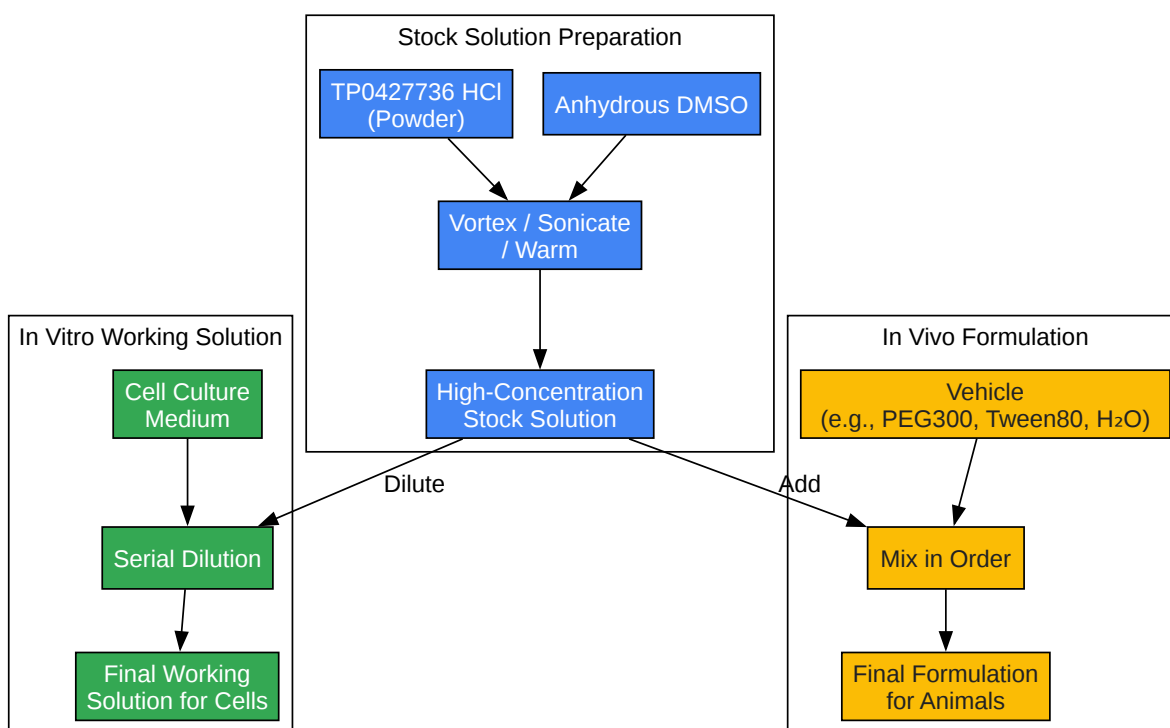 Stock Solution Preparation
TP0427736 HCl
(Powder)
Anhydrous DMSO
Vortex / Sonicate
/ Warm
High-Concentration
Stock Solution
In Vitro Working Solution
Cell Culture
Medium
Dilute
Serial Dilution
Final Working
Solution for Cells
In Vivo Formulation
Vehicle
(e.g., PEG300, Tween80, H₂O)
Add
Mix in Order
Final Formulation
for Animals